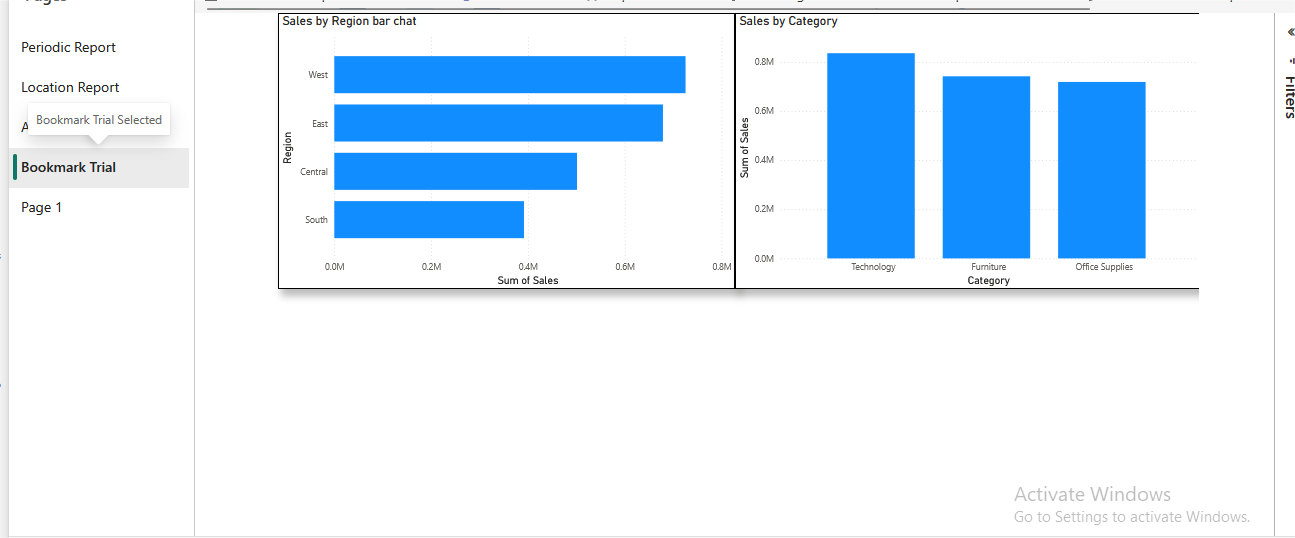 Pages
Periodic Report
Location Report
Bookmark Trial Selected
A
Bookmark Trial
Page 1
Sales by Region bar chat
West
East
Central
South
Region
0.0M 0.2M 0.4M 0.6M 0.8M
Sum of Sales
Sales by Category
0.8M
0.6M
0.4M
0.2M
0.0M
Sum of Sales
Technology Furniture Office Supplies
Category
Filters
Activate Windows
Go to Settings to activate Windows.